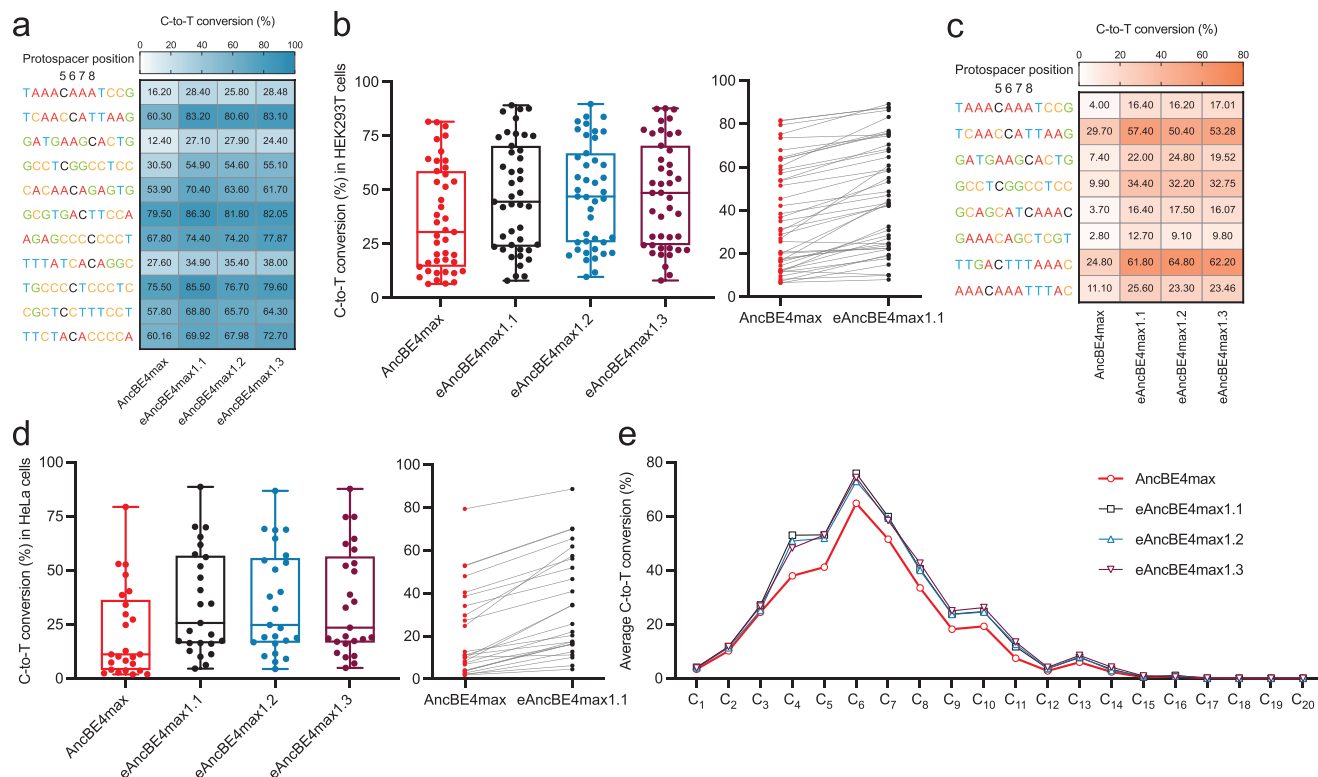 a
C-to-T conversion (%)
0 20 40 60 80 100
Protospacer position
5 6 7 8
TAAACAAATCCG 16.20 28.40 25.80 28.48
TCAACCATTAAG 60.30 83.20 80.60 83.10
GATGAAGCACTG 12.40 27.10 27.90 24.40
GCCTCGGCCTCC 30.50 54.90 54.60 55.10
CACAACAGAGTG 53.90 70.40 63.60 61.70
GCGTGACTTCCA 79.50 86.30 81.80 82.05
AGAGCCCCCCCT 67.80 74.40 74.20 77.87
TTTATCACAGGC 27.60 34.90 35.40 38.00
TGCCCCTCCCTC 75.50 85.50 76.70 79.60
CGCTCCTTTCCT 57.80 68.80 65.70 64.30
TTCTACACCCCA 60.16 69.92 67.98 72.70
AncBE4max
eAncBE4max1.1
eAncBE4max1.2
eAncBE4max1.3
b
C-to-T conversion (%) in HEK293T cells
100
75
50
25
0
AncBE4max
eAncBE4max1.1
eAncBE4max1.2
eAncBE4max1.3
100
80
60
40
20
0
AncBE4max eAncBE4max1.1
c
C-to-T conversion (%)
0 20 40 60 80
Protospacer position
5 6 7 8
TAAACAAATCCG 4.00 16.40 16.20 17.01
TCAACCATTAAG 29.70 57.40 50.40 53.28
GATGAAGCACTG 7.40 22.00 24.80 19.52
GCCTCGGCCTCC 9.90 34.40 32.20 32.75
GCAGCATCAAAC 3.70 16.40 17.50 16.07
GAAACAGCTCGT 2.80 12.70 9.10 9.80
TTGACTTTAAAC 24.80 61.80 64.80 62.20
AAACAAATTTAC 11.10 25.60 23.30 23.46
AncBE4max
eAncBE4max1.1
eAncBE4max1.2
eAncBE4max1.3
d
C-to-T conversion (%) in HeLa cells
100
75
50
25
0
AncBE4max
eAncBE4max1.1
eAncBE4max1.2
eAncBE4max1.3
100
80
60
40
20
0
AncBE4max eAncBE4max1.1
e
Average C-to-T conversion (%)
80
60
40
20
0
C1 C2 C3 C4 C5 C6 C7 C8 C9 C10 C11 C12 C13 C14 C15 C16 C17 C18 C19 C20
AncBE4max
eAncBE4max1.1
eAncBE4max1.2
eAncBE4max1.3